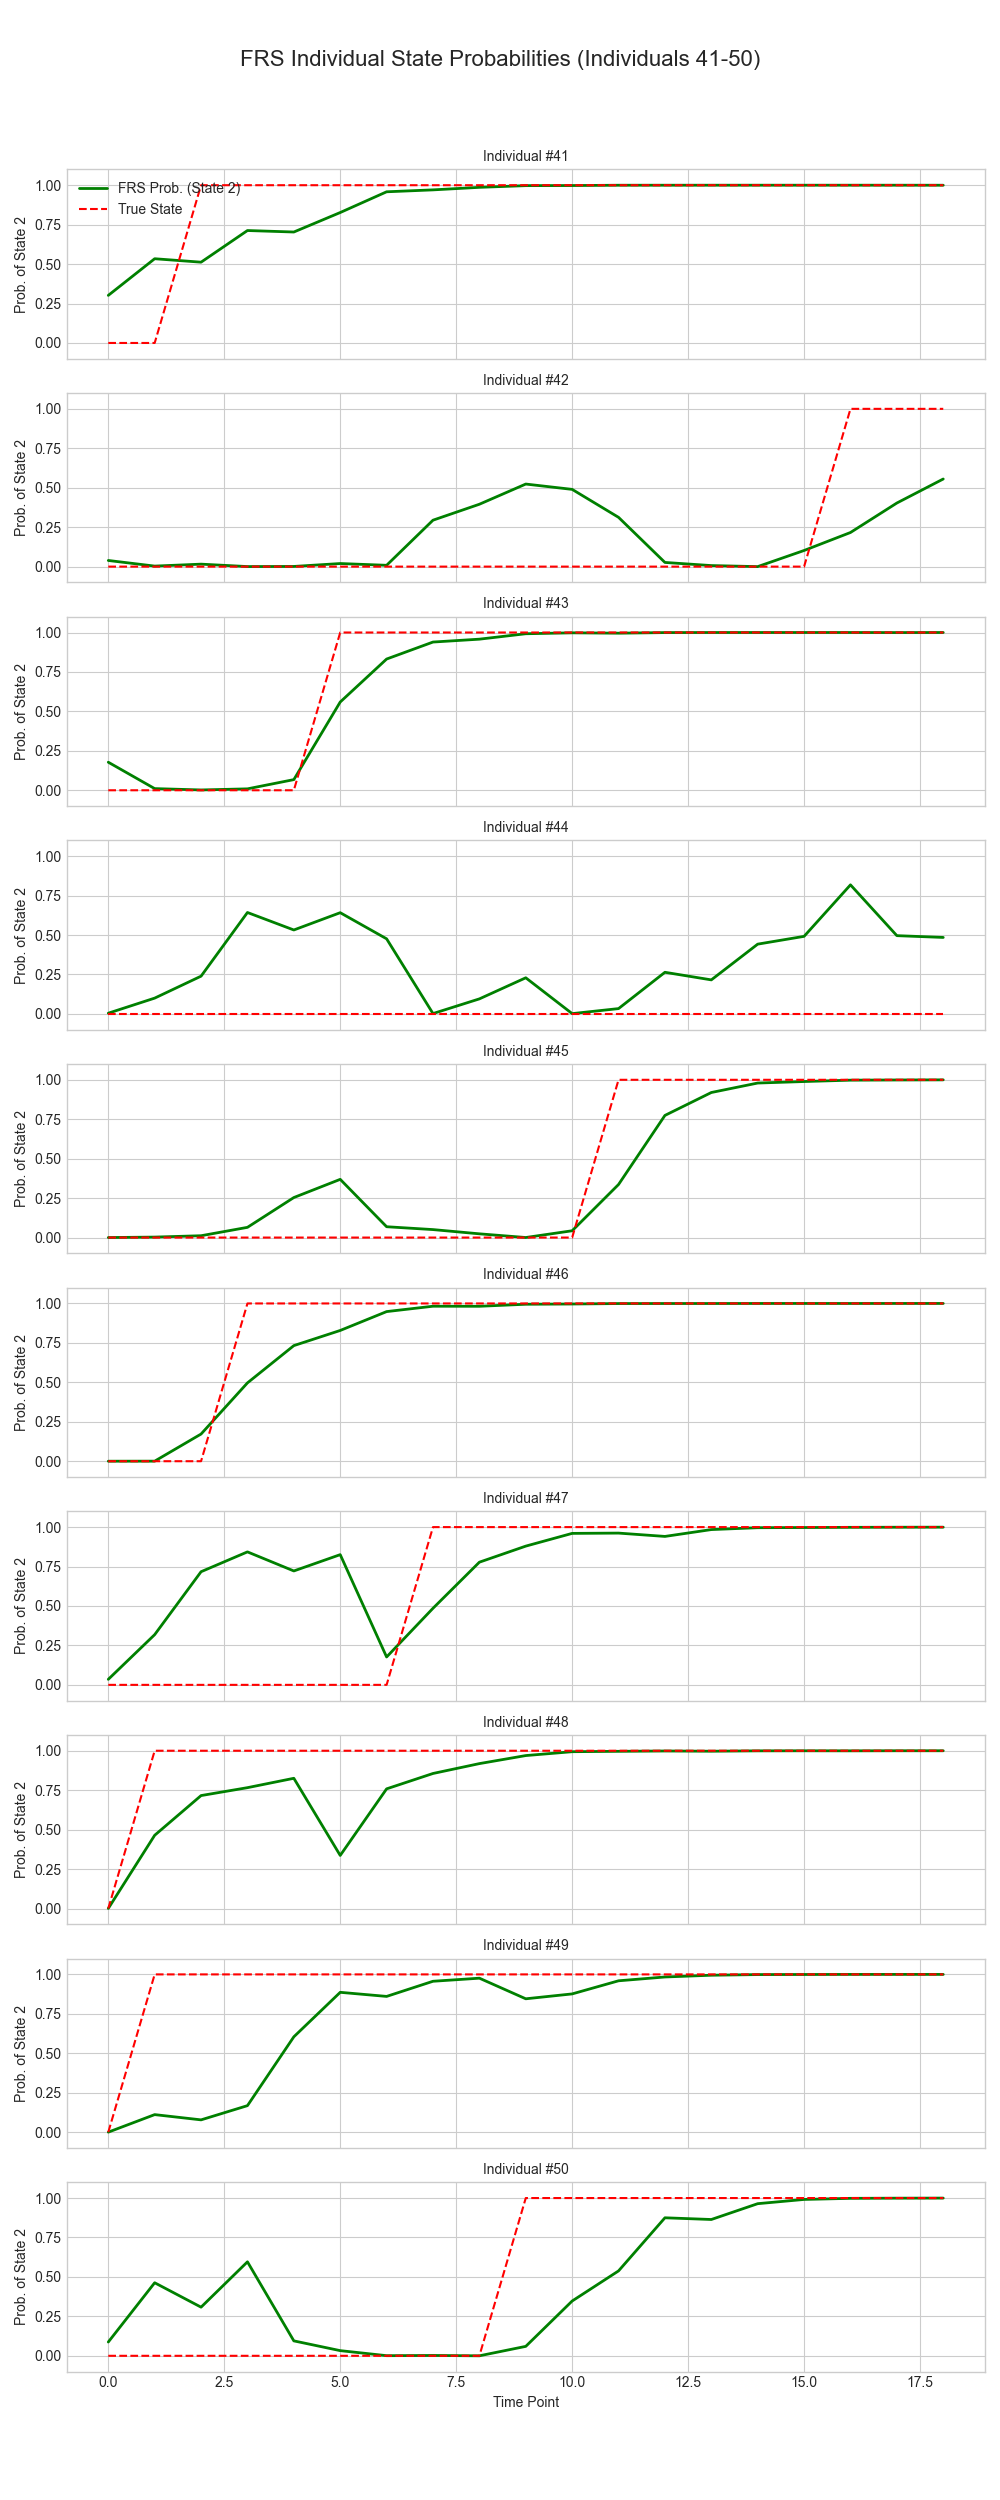 FRS Individual State Probabilities (Individuals 41-50)
Individual #41
FRS Prob. (State 2)
True State
1.00
0.75
0.50
0.25
0.00
Prob. of State 2
Individual #42
1.00
0.75
0.50
0.25
0.00
Prob. of State 2
Individual #43
1.00
0.75
0.50
0.25
0.00
Prob. of State 2
Individual #44
1.00
0.75
0.50
0.25
0.00
Prob. of State 2
Individual #45
1.00
0.75
0.50
0.25
0.00
Prob. of State 2
Individual #46
1.00
0.75
0.50
0.25
0.00
Prob. of State 2
Individual #47
1.00
0.75
0.50
0.25
0.00
Prob. of State 2
Individual #48
1.00
0.75
0.50
0.25
0.00
Prob. of State 2
Individual #49
1.00
0.75
0.50
0.25
0.00
Prob. of State 2
Individual #50
1.00
0.75
0.50
0.25
0.00
Prob. of State 2
0.0 2.5 5.0 7.5 10.0 12.5 15.0 17.5
Time Point